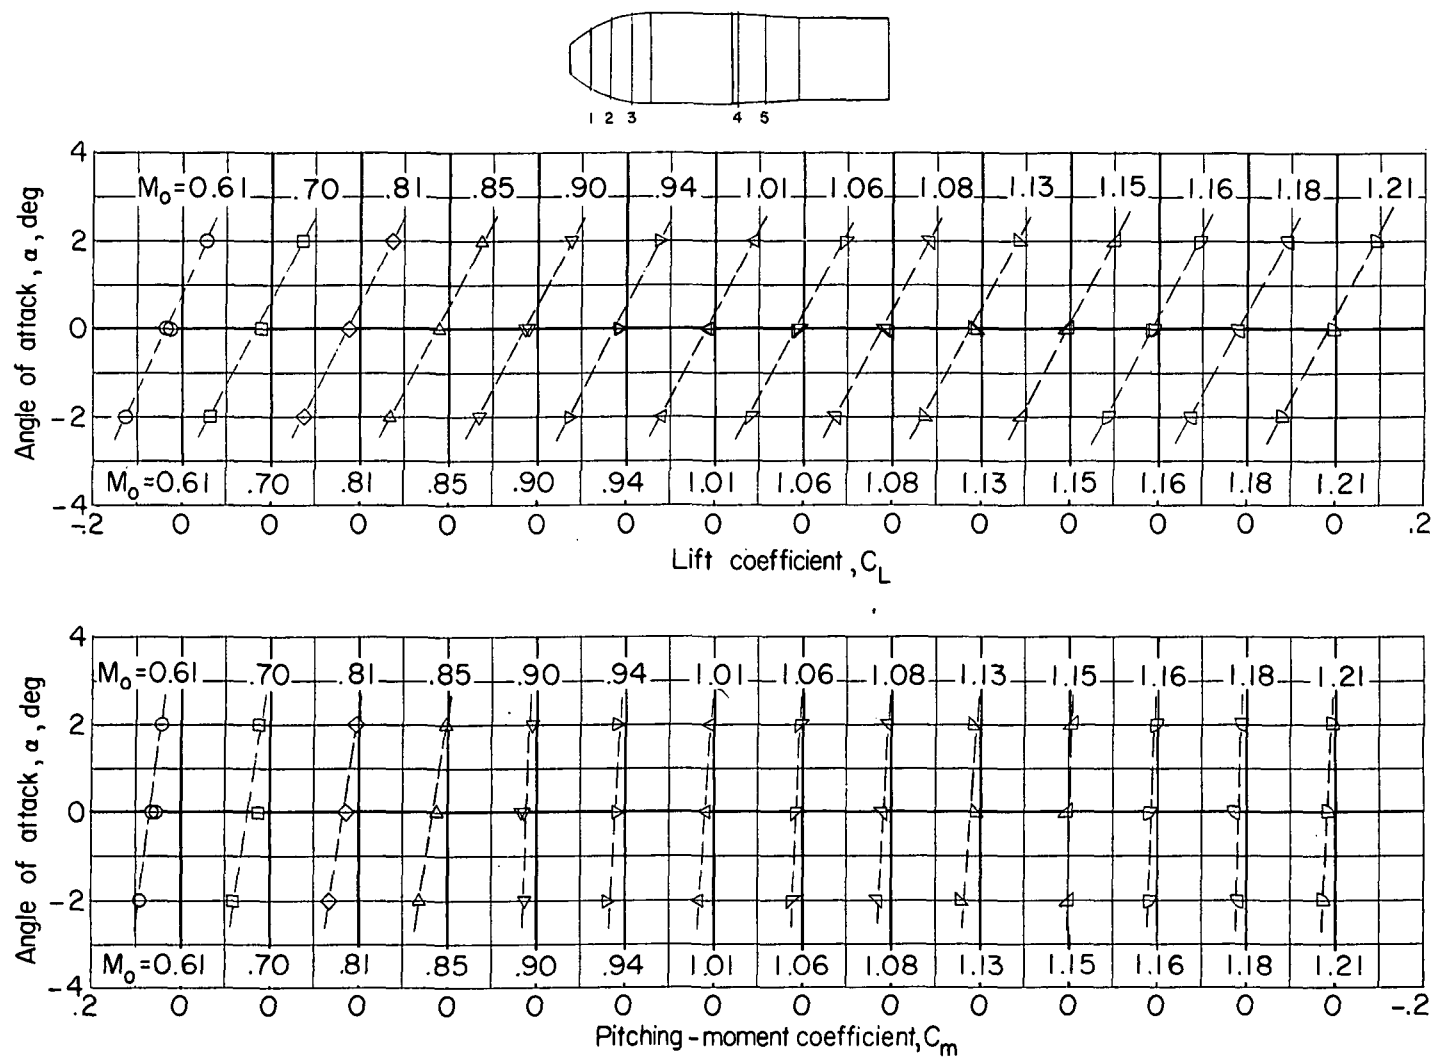 1 2 3 4 5
4
M₀=0.61 .70 .81 .85 .90 .94 1.01 1.06 1.08 1.13 1.15 1.16 1.18 1.21
2
Angle of attack, α, deg
0
-2
M₀=0.61 .70 .81 .85 .90 .94 1.01 1.06 1.08 1.13 1.15 1.16 1.18 1.21
-4
-.2 0 0 0 0 0 0 0 0 0 0 0 0 0 0 .2
Lift coefficient, C_L
4
M₀=0.61 .70 .81 .85 .90 .94 1.01 1.06 1.08 1.13 1.15 1.16 1.18 1.21
2
Angle of attack, α, deg
0
-2
M₀=0.61 .70 .81 .85 .90 .94 1.01 1.06 1.08 1.13 1.15 1.16 1.18 1.21
-4
.2 0 0 0 0 0 0 0 0 0 0 0 0 0 0 -.2
Pitching-moment coefficient, C_m